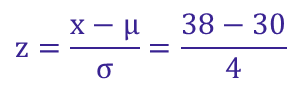 z = (x − μ)/σ = (38 − 30)/4